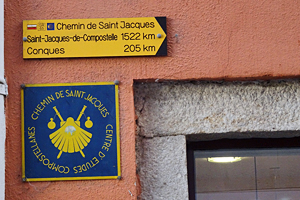 Chemin de Saint Jacques
Saint-Jacques-de-Compostelle 1522 km
Conques 205 km
CHEMIN DE SAINT JACQUES
CENTRE D'ETUDES COMPOSTELLANES